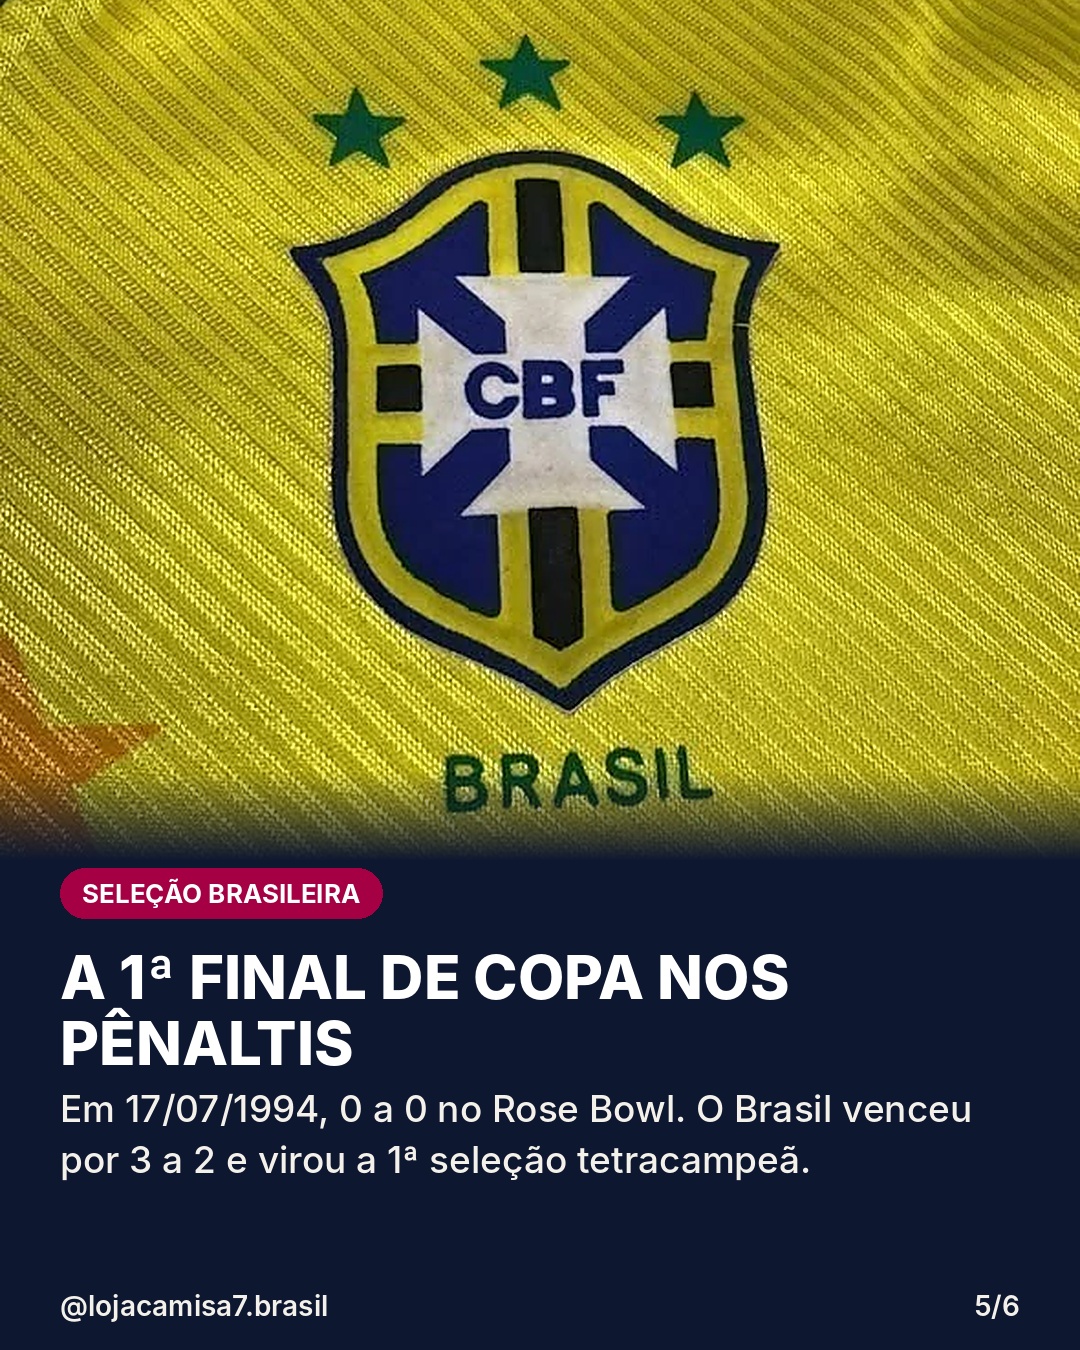 CBF
BRASIL
SELEÇÃO BRASILEIRA
A 1ª FINAL DE COPA NOS
PÊNALTIS
Em 17/07/1994, 0 a 0 no Rose Bowl. O Brasil venceu
por 3 a 2 e virou a 1ª seleção tetracampeã.
@lojacamisa7.brasil
5/6